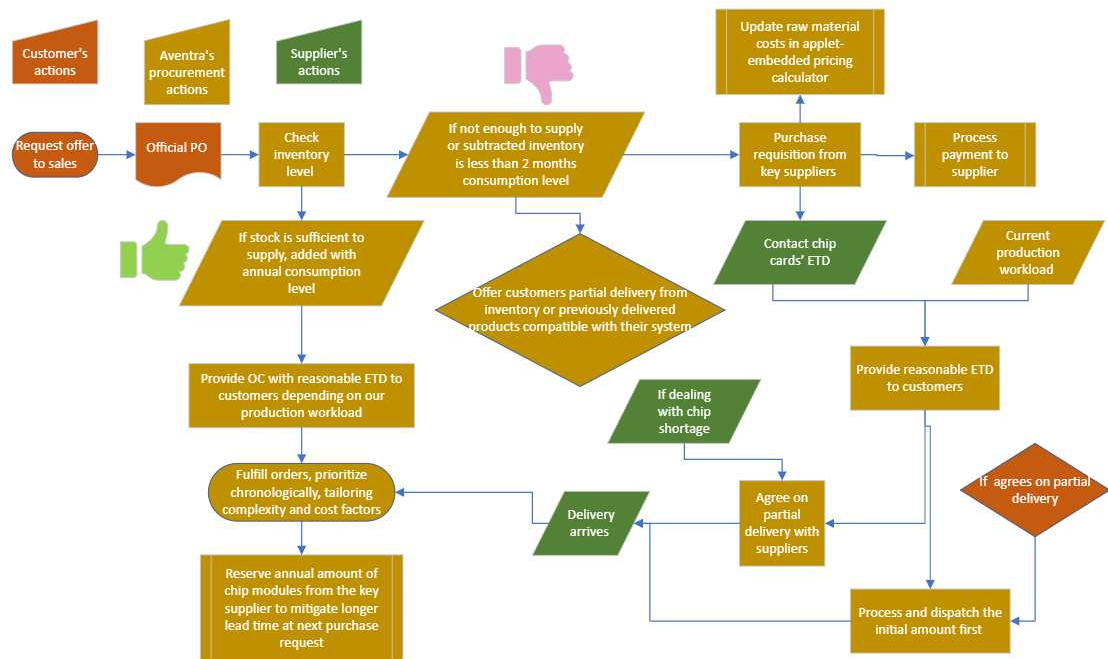 Customer's
actions
Aventra's
procurement
actions
Supplier's
actions
Update raw material
costs in applet-
embedded pricing
calculator
Request offer
to sales
Official PO
Check
inventory
level
If not enough to supply
or subtracted inventory
is less than 2 months
consumption level
Purchase
requisition from
key suppliers
Process
payment to
supplier
If stock is sufficient to
supply, added with
annual consumption
level
Contact chip
cards’ ETD
Current
production
workload
Offer customers partial delivery from
inventory or previously delivered
products compatible with their system
Provide OC with reasonable ETD to
customers depending on our
production workload
If dealing
with chip
shortage
Provide reasonable ETD
to customers
Fulfill orders, prioritize
chronologically, tailoring
complexity and cost factors
Delivery
arrives
Agree on
partial
delivery with
suppliers
If agrees on partial
delivery
Reserve annual amount of
chip modules from the key
supplier to mitigate longer
lead time at next purchase
request
Process and dispatch the
initial amount first